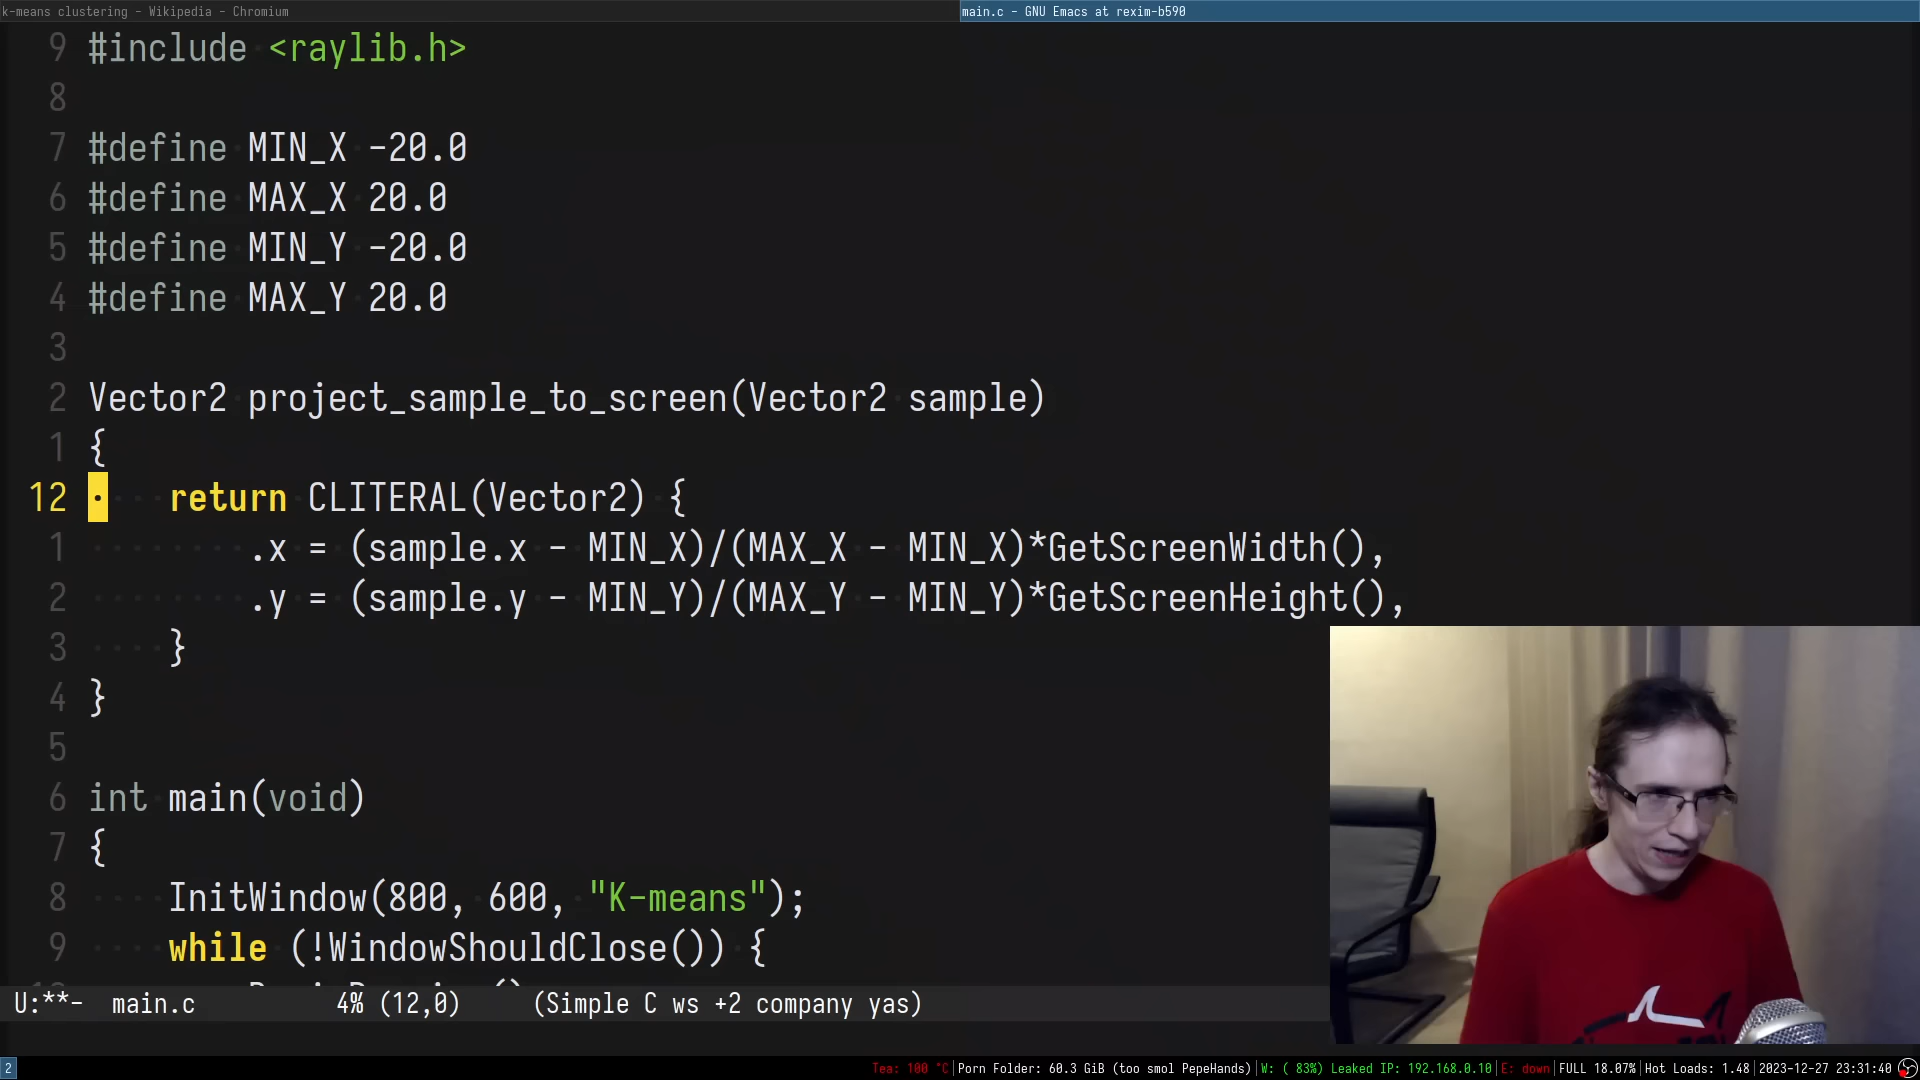 k-means clustering - Wikipedia - Chromium
main.c - GNU Emacs at rexim-b590
9 #include <raylib.h>
8
7 #define MIN_X -20.0
6 #define MAX_X 20.0
5 #define MIN_Y -20.0
4 #define MAX_Y 20.0
3
2 Vector2 project_sample_to_screen(Vector2 sample)
1 {
12     return CLITERAL(Vector2) {
1         .x = (sample.x - MIN_X)/(MAX_X - MIN_X)*GetScreenWidth(),
2         .y = (sample.y - MIN_Y)/(MAX_Y - MIN_Y)*GetScreenHeight(),
3     }
4 }
5
6 int main(void)
7 {
8     InitWindow(800, 600, "K-means");
9     while (!WindowShouldClose()) {
U:**-  main.c    4% (12,0)    (Simple C ws +2 company yas)
2
Tea: 100 °C|Porn Folder: 60.3 GiB (too smol PepeHands)|W: ( 83%) Leaked IP: 192.168.0.10|E: down|FULL 18.07%|Hot Loads: 1.48|2023-12-27 23:31:40